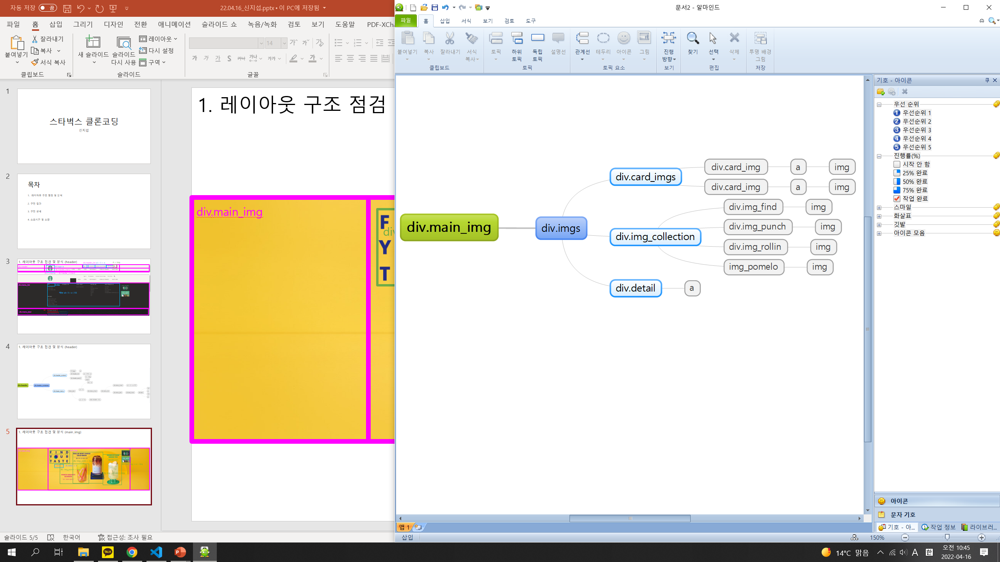 자동 저장 끔
22.04.16_신지섭.pptx • 이 PC에 저장됨
파일 홈 삽입 그리기 디자인 전환 애니메이션 슬라이드 쇼 녹음/녹화 검토 보기 도움말 PDF-XCha
붙여넣기
잘라내기
복사
서식 복사
클립보드
새 슬라이드
슬라이드 다시 사용
레이아웃
다시 설정
구역
슬라이드
14
가 가 가
가 가 가 S 가나 가나 가가 가
글꼴
1
스타벅스 클론코딩
신지섭
2
목차
1. 레이아웃 구조 점검 및 분석
2. 구현 결과
3. 구현 상세
4. 소요시간 및 소감
3
1. 레이아웃 구조 점검 및 분석 (header)
4
1. 레이아웃 구조 점검 및 분석 (header)
5
1. 레이아웃 구조 점검 및 분석 (main_img)
FIND
YOUR
TASTE
1. 레이아웃 구조 점검
div.main_img
F
div
Y
T
슬라이드 5/5 한국어 접근성: 조사 필요
문서2 - 알마인드
파일 홈 삽입 서식 보기 검토 도구
붙여넣기 복사 잘라내기 서식 복사
클립보드
토픽 하위 토픽 독립 토픽 설명선
토픽
관계선 테두리 아이콘 그림
토픽 요소
진행 방향
보기
찾기 선택 삭제
편집
투명 배경 그림
저장
div.main_img
div.imgs
div.card_imgs
div.card_img a img
div.card_img a img
div.img_collection
div.img_find img
div.img_punch img
div.img_rollin img
img_pomelo img
div.detail a
맵 1
삽입
150%
기호 - 아이콘
우선 순위
1 우선순위 1
2 우선순위 2
3 우선순위 3
4 우선순위 4
5 우선순위 5
진행률(%)
시작 안 함
25% 완료
50% 완료
75% 완료
작업 완료
스마일
화살표
깃발
아이콘 모음
아이콘
문자 기호
기호 - 아... 작업 정보 라이브러...
TALK
14°C 맑음
A 한
오전 10:45
2022-04-16